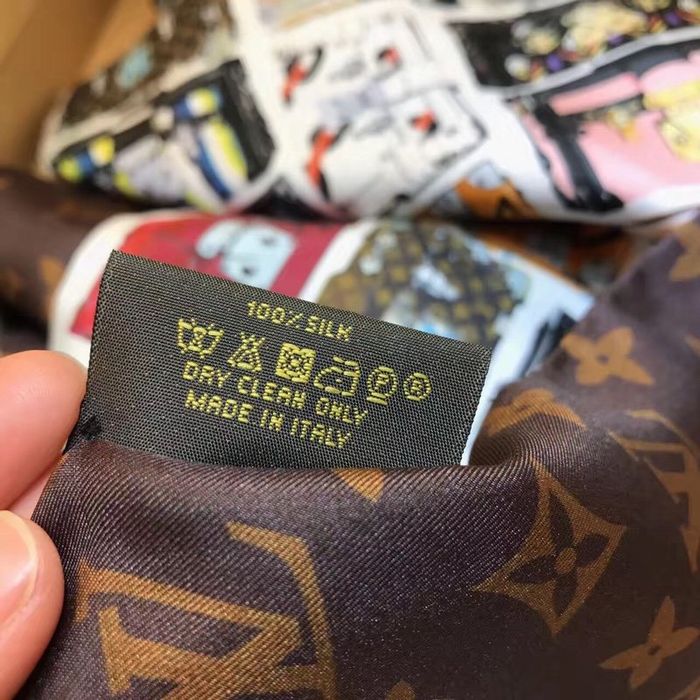 100% SILK
P R
DRY CLEAN ONLY
MADE IN ITALY